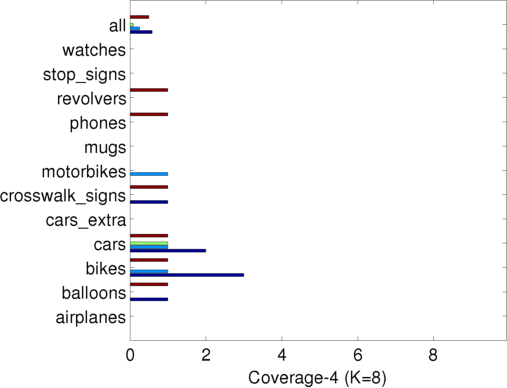 all
watches
stop_signs
revolvers
phones
mugs
motorbikes
crosswalk_signs
cars_extra
cars
bikes
balloons
airplanes
0 2 4 6 8
Coverage-4 (K=8)